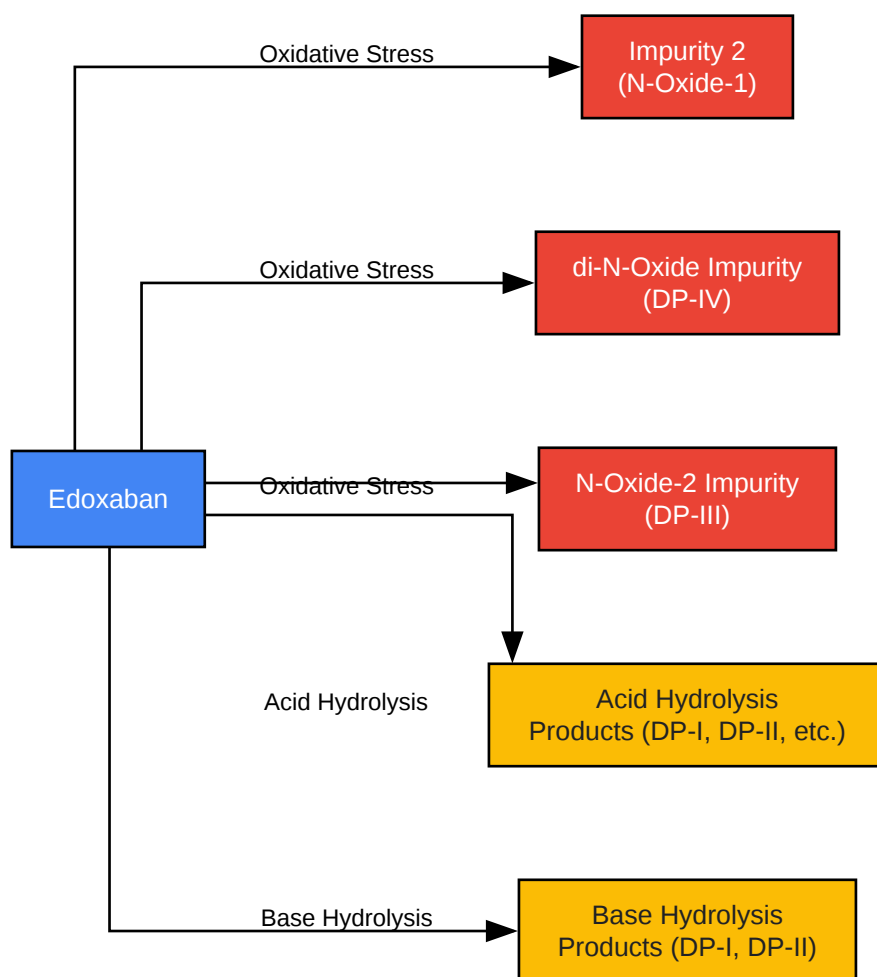 Oxidative Stress
Impurity 2
(N-Oxide-1)
Oxidative Stress
di-N-Oxide Impurity
(DP-IV)
Edoxaban
Oxidative Stress
N-Oxide-2 Impurity
(DP-III)
Acid Hydrolysis
Acid Hydrolysis
Products (DP-I, DP-II, etc.)
Base Hydrolysis
Base Hydrolysis
Products (DP-I, DP-II)